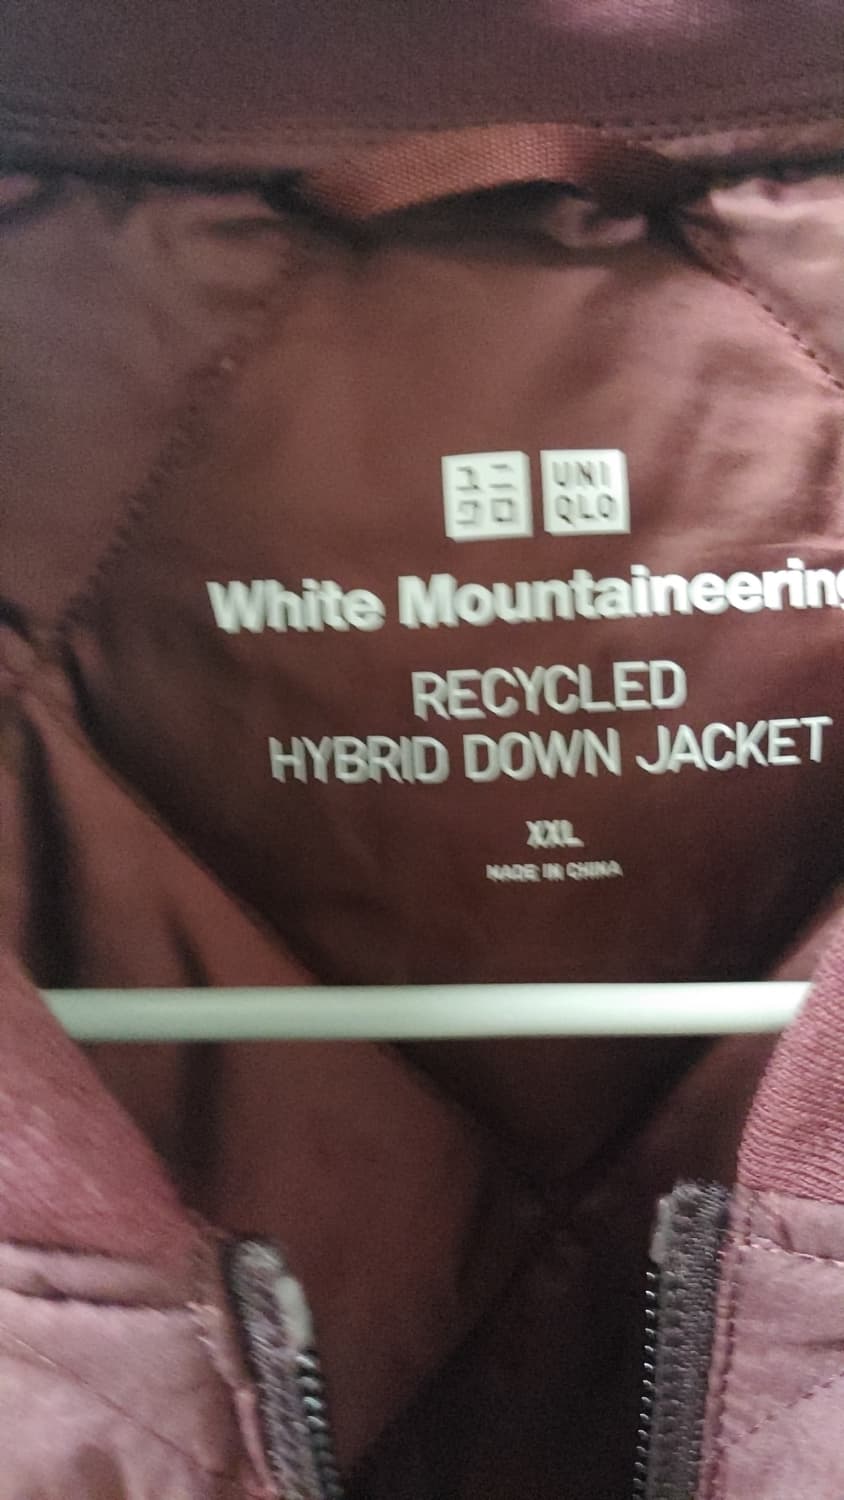 ユニ UNI
クロ QLO
White Mountaineering
RECYCLED
HYBRID DOWN JACKET
XXL
MADE IN CHINA